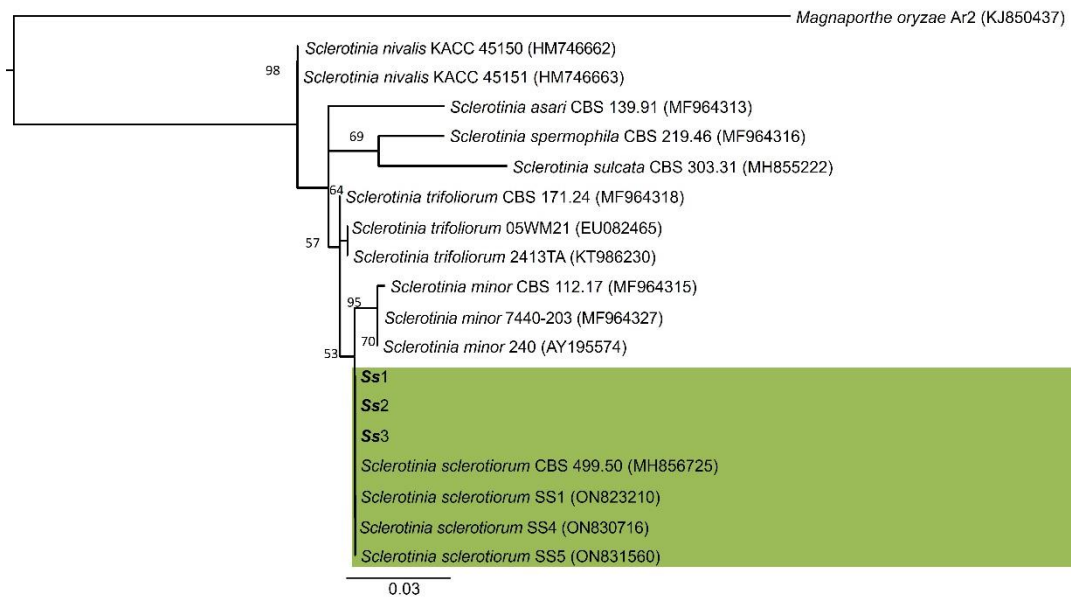 Magnaporthe oryzae Ar2 (KJ850437)
Sclerotinia nivalis KACC 45150 (HM746662)
98
Sclerotinia nivalis KACC 45151 (HM746663)
Sclerotinia asari CBS 139.91 (MF964313)
69
Sclerotinia spermophila CBS 219.46 (MF964316)
Sclerotinia sulcata CBS 303.31 (MH855222)
64
Sclerotinia trifoliorum CBS 171.24 (MF964318)
Sclerotinia trifoliorum 05WM21 (EU082465)
57
Sclerotinia trifoliorum 2413TA (KT986230)
Sclerotinia minor CBS 112.17 (MF964315)
95
Sclerotinia minor 7440-203 (MF964327)
70
Sclerotinia minor 240 (AY195574)
53
Ss1
Ss2
Ss3
Sclerotinia sclerotiorum CBS 499.50 (MH856725)
Sclerotinia sclerotiorum SS1 (ON823210)
Sclerotinia sclerotiorum SS4 (ON830716)
Sclerotinia sclerotiorum SS5 (ON831560)
0.03